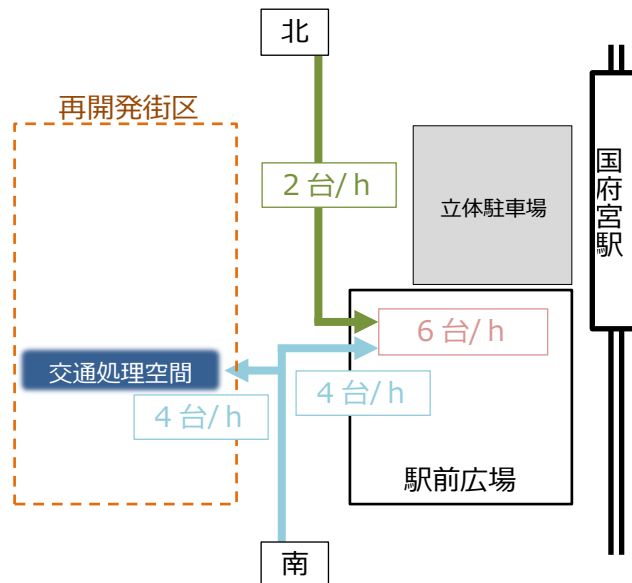 北
再開発街区
2台/h
立体駐車場
国府宮駅
6台/h
交通処理空間
4台/h
4台/h
駅前広場
南